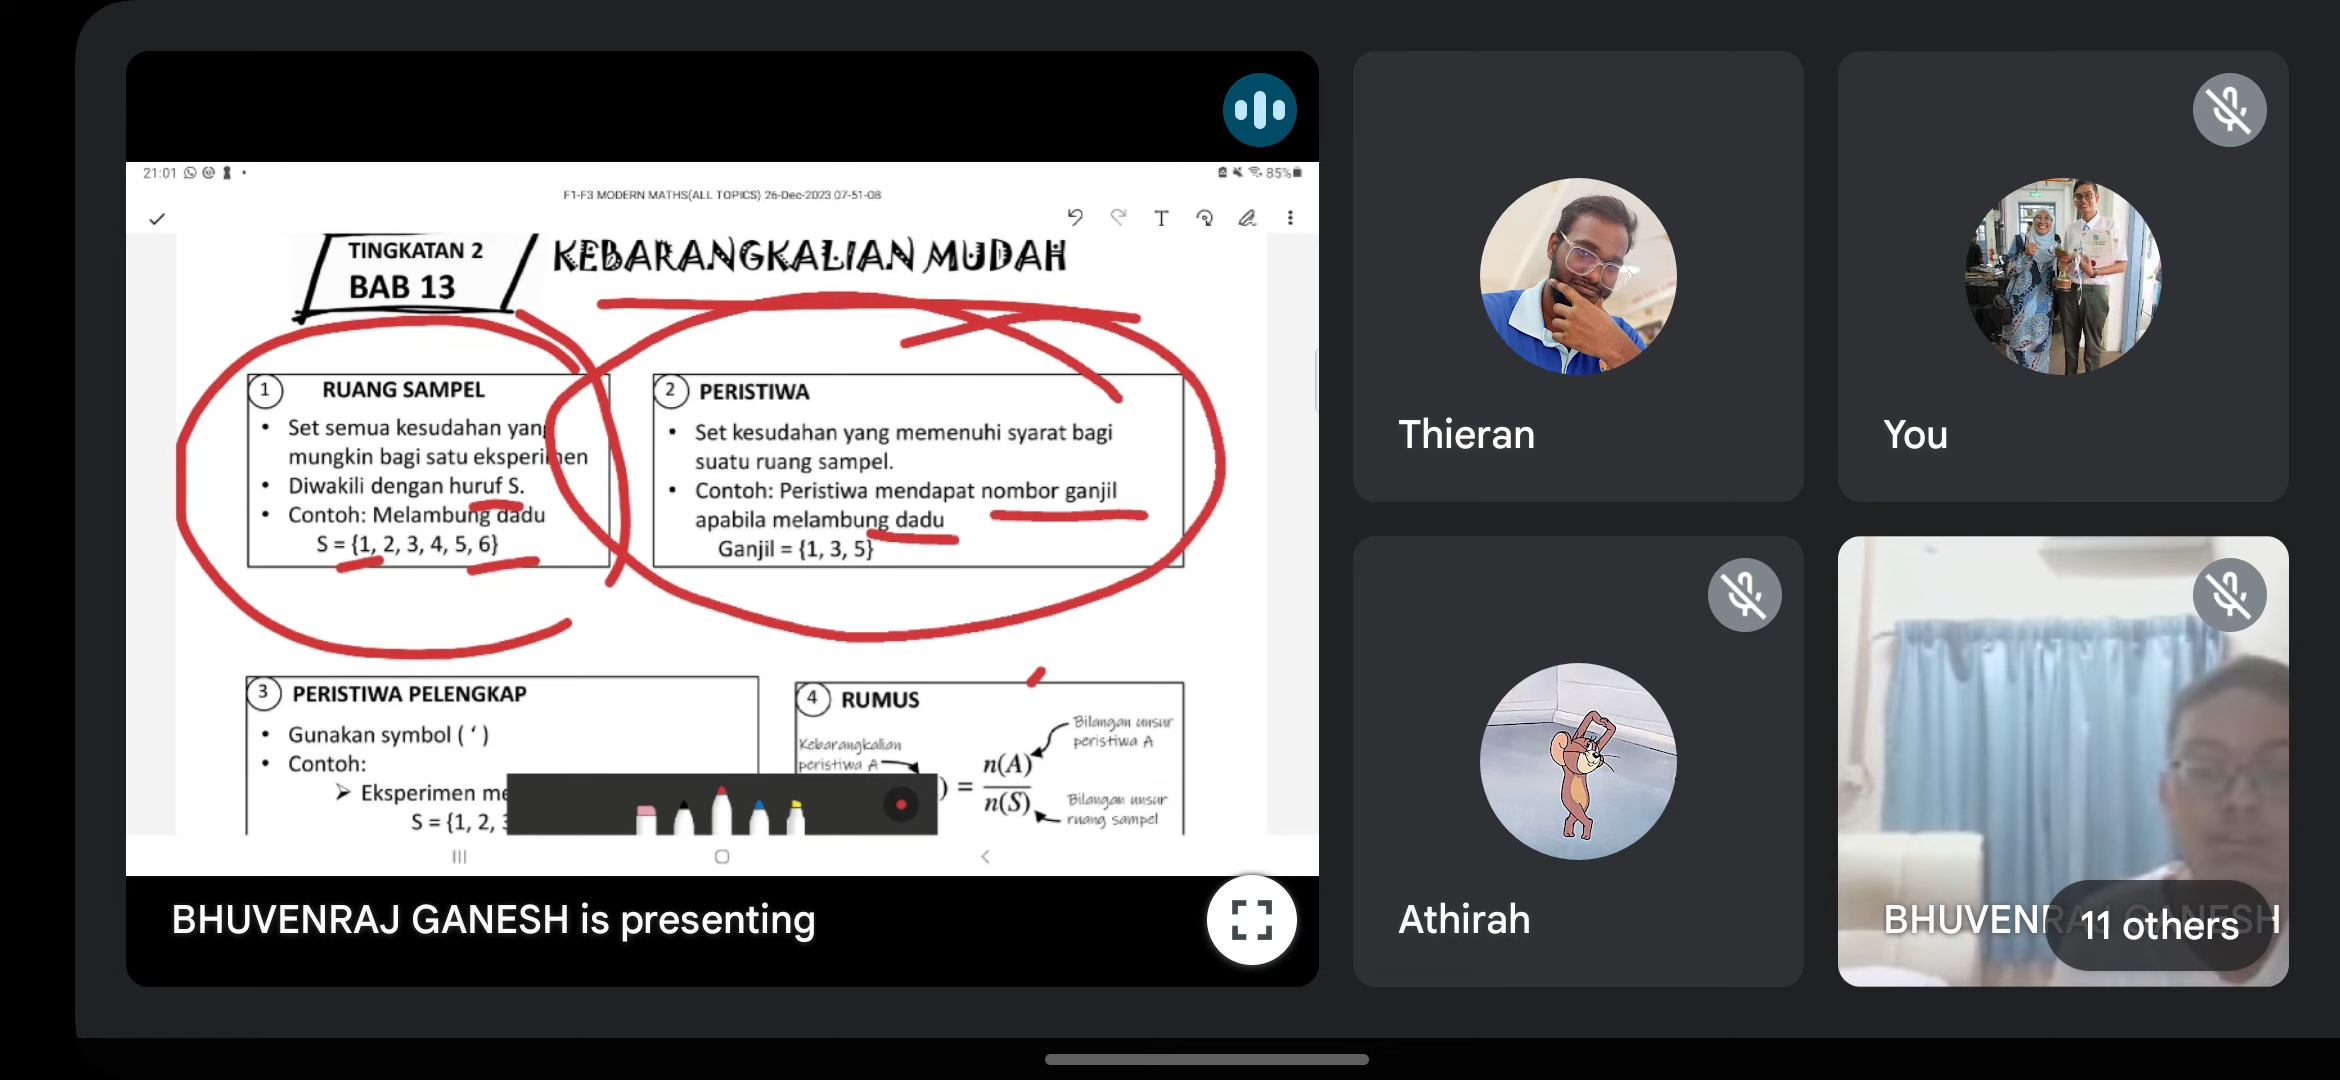 21:01
85%
F1-F3 MODERN MATHS(ALL TOPICS) 26-Dec-2023 07-51-08
T
TINGKATAN 2
BAB 13
KEBARANGKALIAN MUDAH
1 RUANG SAMPEL
• Set semua kesudahan yang
mungkin bagi satu eksperimen
• Diwakili dengan huruf S.
• Contoh: Melambung dadu
S = {1, 2, 3, 4, 5, 6}
2 PERISTIWA
• Set kesudahan yang memenuhi syarat bagi
suatu ruang sampel.
• Contoh: Peristiwa mendapat nombor ganjil
apabila melambung dadu
Ganjil = {1, 3, 5}
3 PERISTIWA PELENGKAP
• Gunakan symbol ( ‘ )
• Contoh:
➢ Eksperimen me
S = {1, 2, 3
4 RUMUS
Kebarangkalian
peristiwa A
) = n(A)
n(S)
Bilangan unsur
peristiwa A
Bilangan unsur
ruang sampel
BHUVENRAJ GANESH is presenting
Thieran
You
Athirah
BHUVENRAJ GANESH
11 others